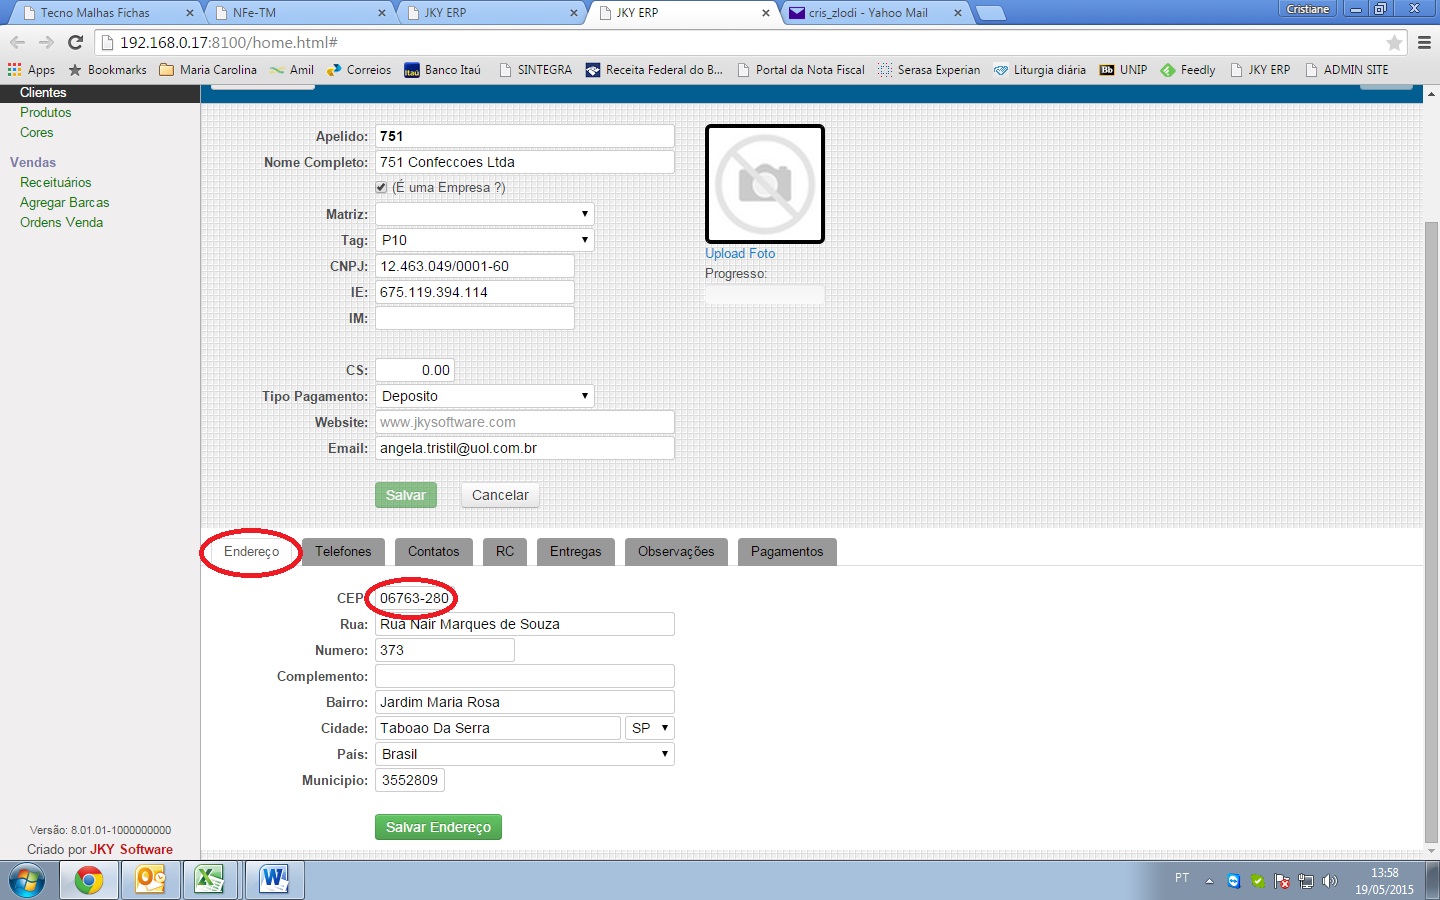 Tecno Malhas Fichas
NFe-TM
JKY ERP
JKY ERP
cris_zlodi - Yahoo Mail
Cristiane
192.168.0.17:8100/home.html#
Apps
Bookmarks
Maria Carolina
Amil
Correios
Itaú
Banco Itaú
SINTEGRA
Receita Federal do B...
Portal da Nota Fiscal
Serasa Experian
Liturgia diária
Bb
UNIP
Feedly
JKY ERP
ADMIN SITE
Clientes
Produtos
Cores
Vendas
Receituários
Agregar Barcas
Ordens Venda
Apelido: 751
Nome Completo: 751 Confeccoes Ltda
(É uma Empresa ?)
Matriz:
Tag: P10
CNPJ: 12.463.049/0001-60
IE: 675.119.394.114
IM:
Upload Foto
Progresso:
CS: 0.00
Tipo Pagamento: Deposito
Website: www.jkysoftware.com
Email: angela.tristil@uol.com.br
Salvar Cancelar
Endereço Telefones Contatos RC Entregas Observações Pagamentos
CEP 06763-280
Rua: Rua Nair Marques de Souza
Numero: 373
Complemento:
Bairro: Jardim Maria Rosa
Cidade: Taboao Da Serra SP
País: Brasil
Municipio: 3552809
Salvar Endereço
Versão: 8.01.01-1000000000
Criado por JKY Software
PT
13:58
19/05/2015